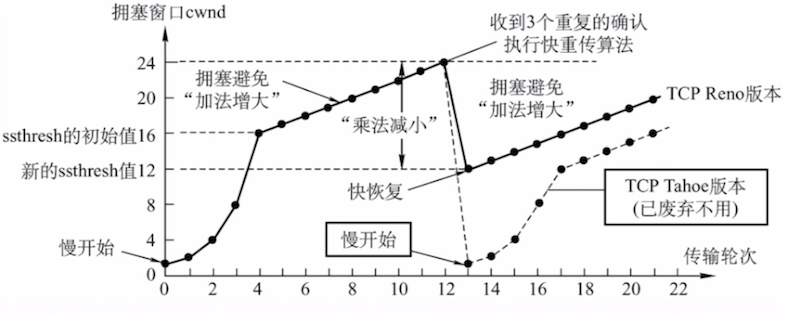 拥塞窗口cwnd
收到3个重复的确认
执行快重传算法
24
拥塞避免
“加法增大”
拥塞避免
“加法增大”
20
TCP Reno版本
ssthresh的初始值16
“乘法减小”
新的ssthresh值12
快恢复
TCP Tahoe版本
(已废弃不用)
8
慢开始
4
慢开始
传输轮次
0
0 2 4 6 8 10 12 14 16 18 20 22